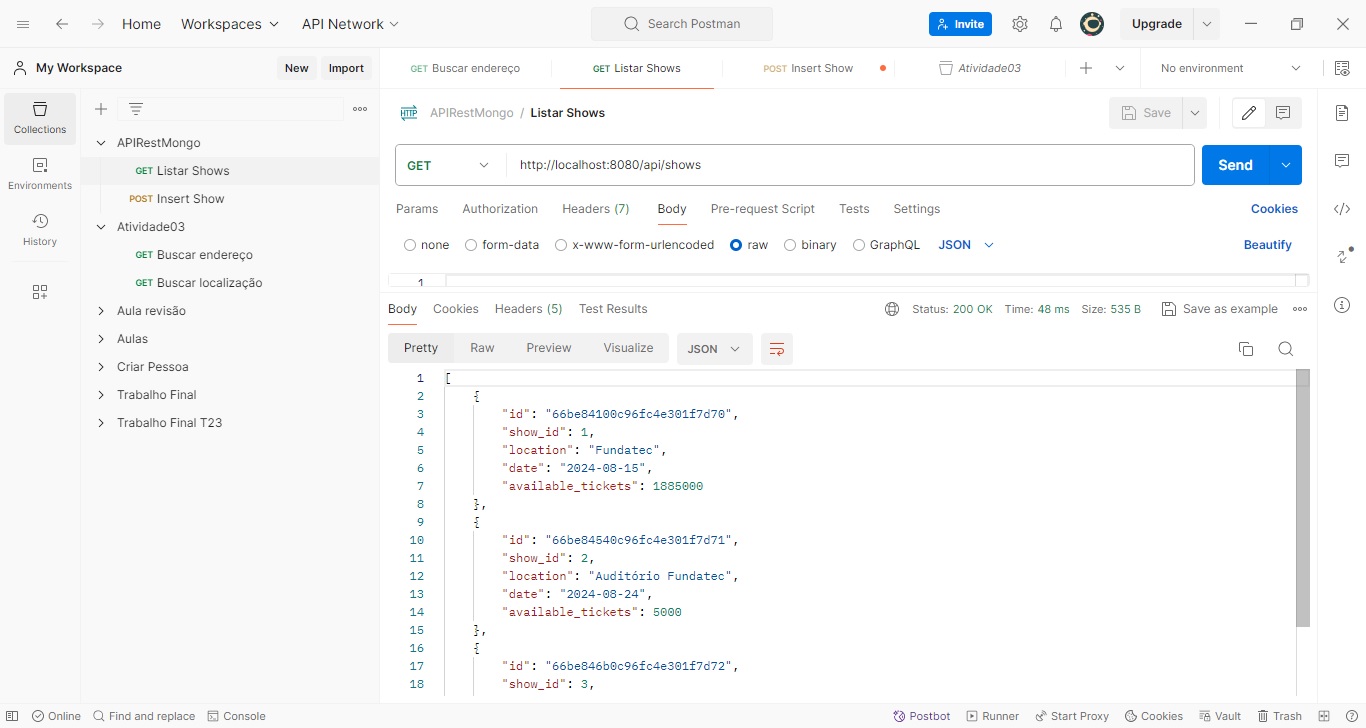 Home Workspaces API Network Search Postman Invite Upgrade
My Workspace New Import GET Buscar endereço GET Listar Shows POST Insert Show Atividade03 No environment
Collections
Environments
History
APIRestMongo
GET Listar Shows
POST Insert Show
Atividade03
GET Buscar endereço
GET Buscar localização
Aula revisão
Aulas
Criar Pessoa
Trabalho Final
Trabalho Final T23
HTTP APIRestMongo / Listar Shows Save
GET http://localhost:8080/api/shows Send
Params Authorization Headers (7) Body Pre-request Script Tests Settings Cookies
none form-data x-www-form-urlencoded raw binary GraphQL JSON Beautify
1
Body Cookies Headers (5) Test Results Status: 200 OK Time: 48 ms Size: 535 B Save as example
Pretty Raw Preview Visualize JSON
1 [
2 {
3 "id": "66be84100c96fc4e301f7d70",
4 "show_id": 1,
5 "location": "Fundatec",
6 "date": "2024-08-15",
7 "available_tickets": 1885000
8 },
9 {
10 "id": "66be84540c96fc4e301f7d71",
11 "show_id": 2,
12 "location": "Auditório Fundatec",
13 "date": "2024-08-24",
14 "available_tickets": 5000
15 },
16 {
17 "id": "66be846b0c96fc4e301f7d72",
18 "show_id": 3,
Online Find and replace Console Postbot Runner Start Proxy Cookies Vault Trash